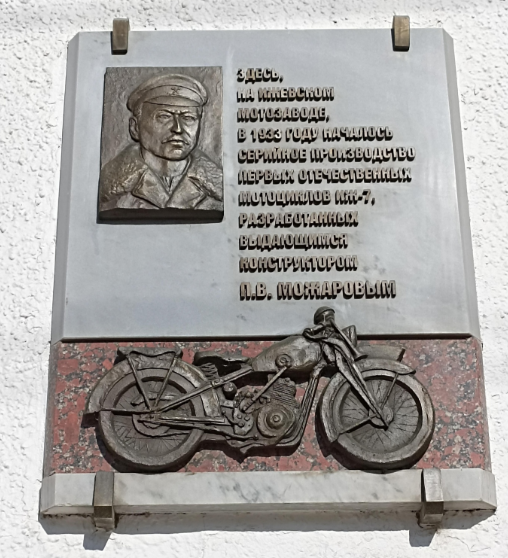 ЗДЕСЬ,
НА ИЖЕВСКОМ
МОТОЗАВОДЕ,
В 1933 ГОДУ НАЧАЛОСЬ
СЕРИЙНОЕ ПРОИЗВОДСТВО
ПЕРВЫХ ОТЕЧЕСТВЕННЫХ
МОТОЦИКЛОВ ИЖ-7,
РАЗРАБОТАННЫХ
ВЫДАЮЩИМСЯ
КОНСТРУКТОРОМ
П.В. МОЖАРОВЫМ